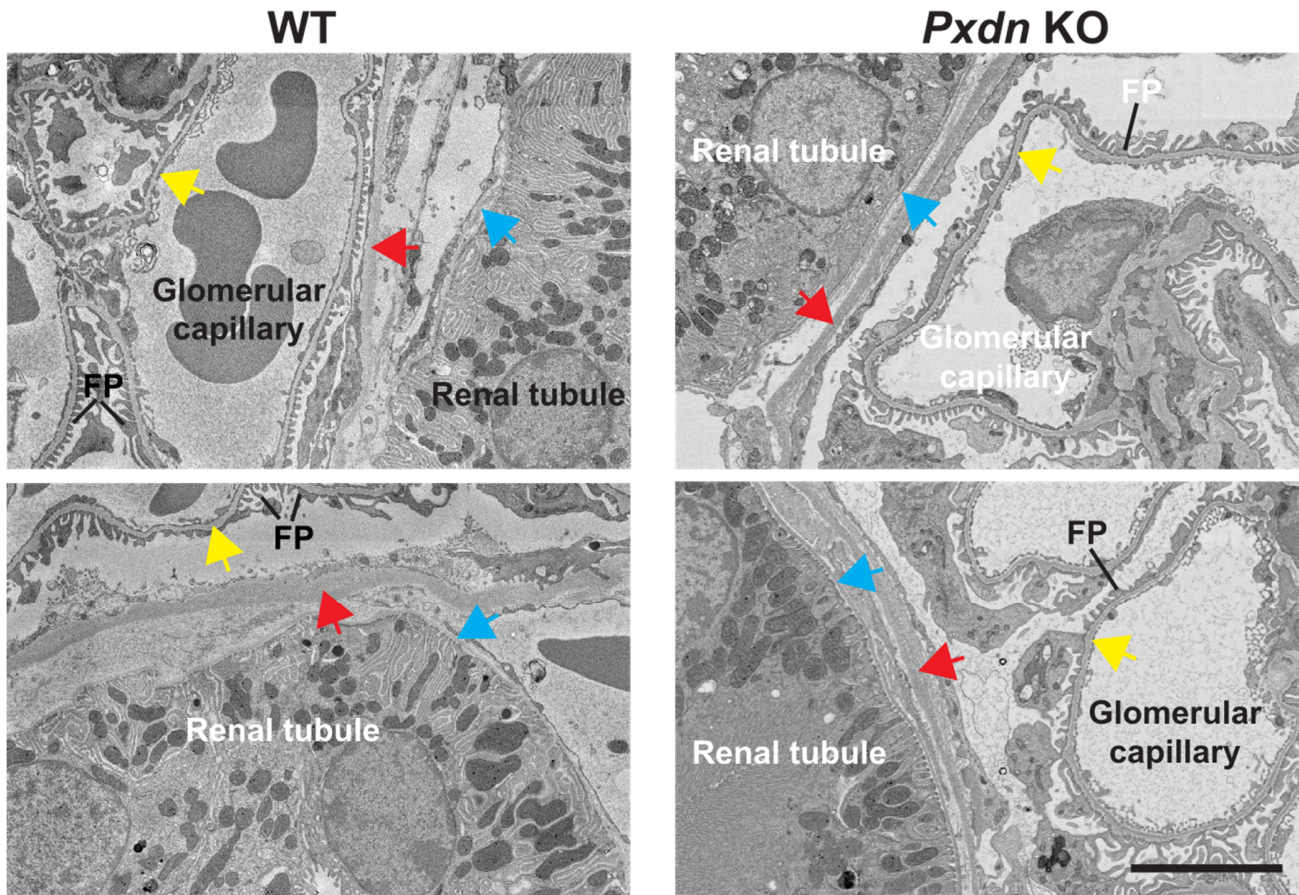 WT
Pxdn KO
Glomerular
capillary
FP
Renal tubule
Renal tubule
FP
Glomerular
capillary
FP
Renal tubule
FP
Renal tubule
Glomerular
capillary